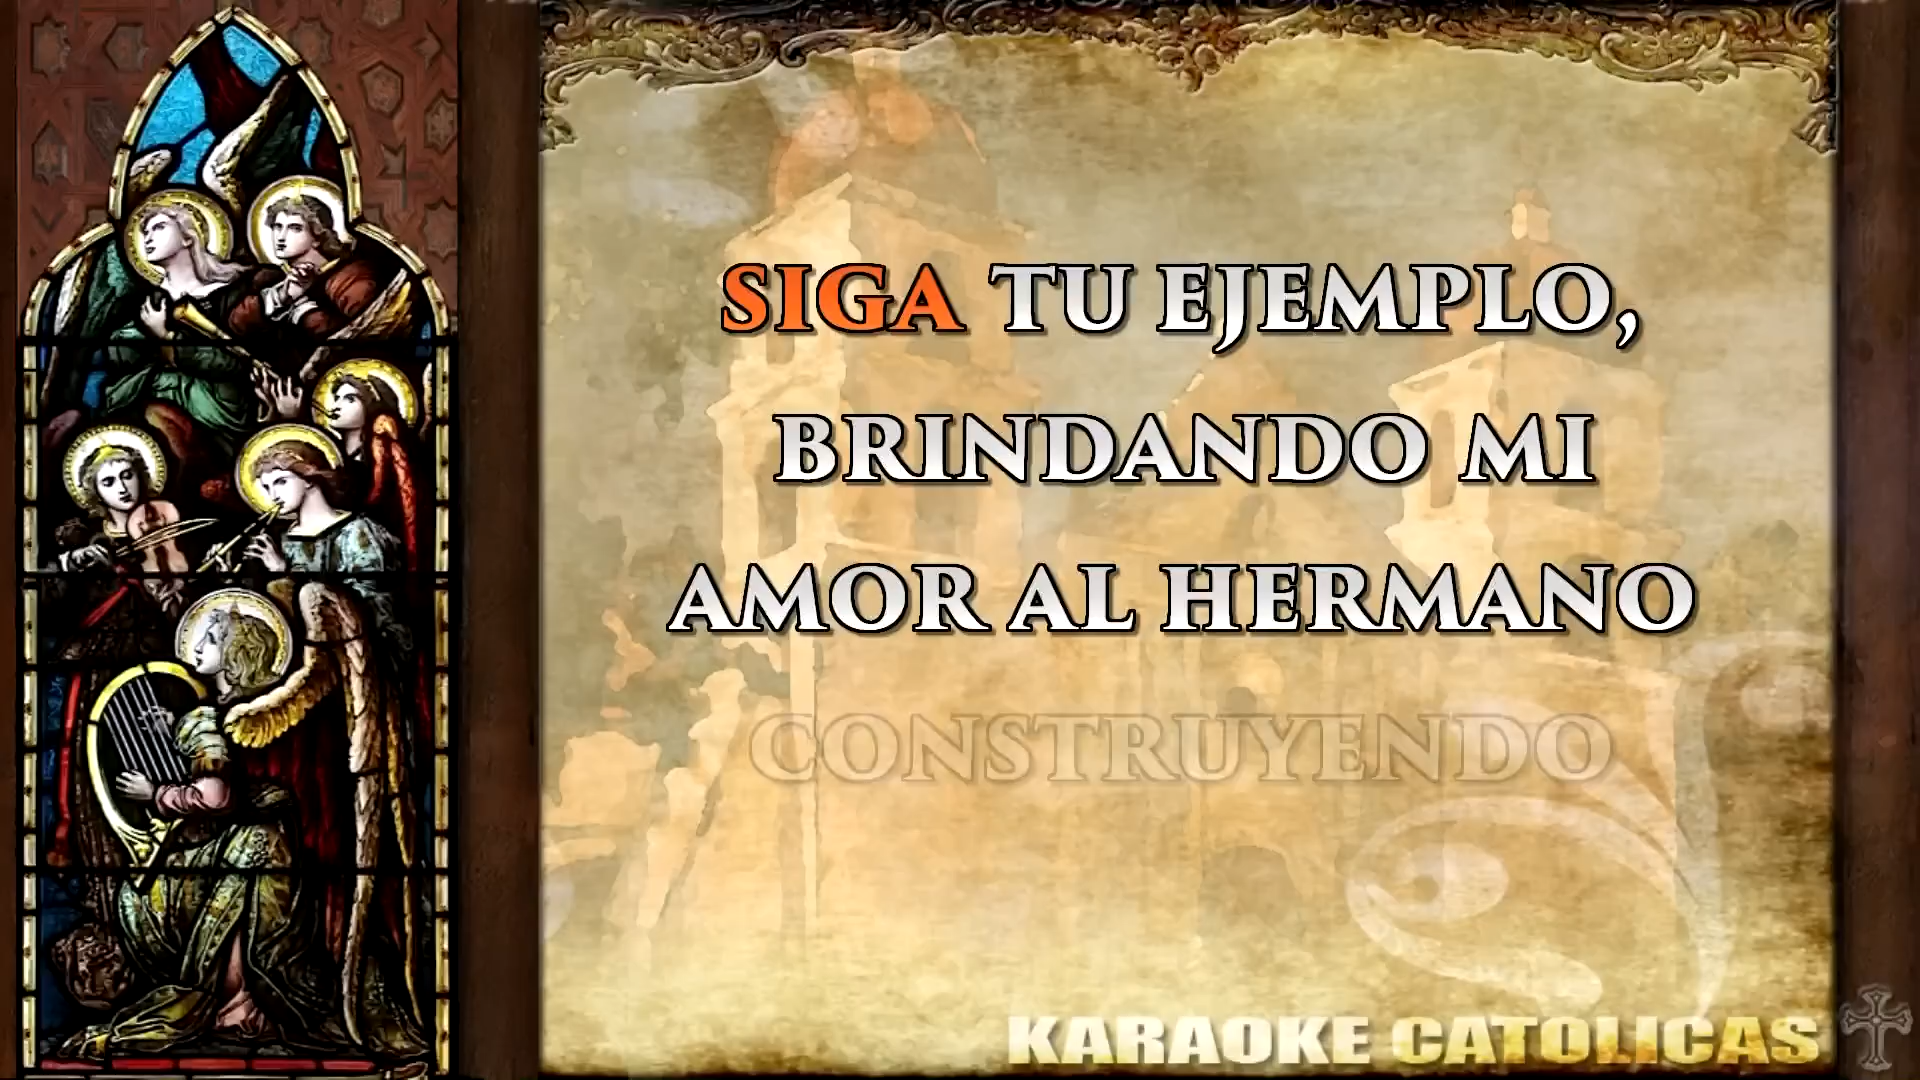 SIGA TU EJEMPLO,
BRINDANDO MI
AMOR AL HERMANO
CONSTRUYENDO
KARAOKE CATOLICAS